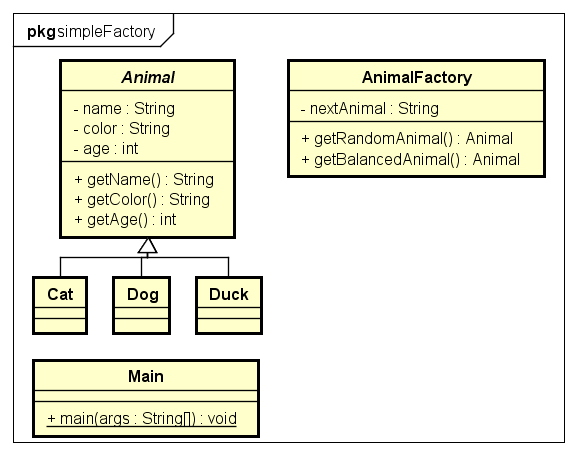 pkg simpleFactory
Animal
- name : String
- color : String
- age : int
+ getName() : String
+ getColor() : String
+ getAge() : int
AnimalFactory
- nextAnimal : String
+ getRandomAnimal() : Animal
+ getBalancedAnimal() : Animal
Cat
Dog
Duck
Main
+ main(args : String[]) : void